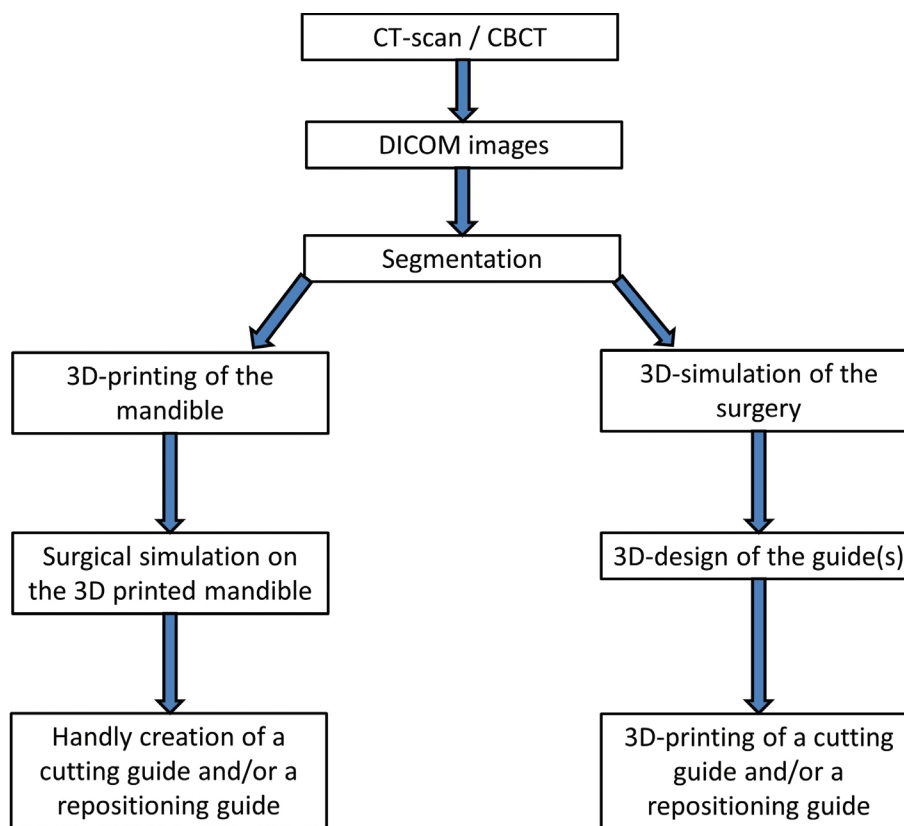 CT-scan / CBCT
DICOM images
Segmentation
3D-printing of the
mandible
Surgical simulation on
the 3D printed mandible
Handly creation of a
cutting guide and/or a
repositioning guide
3D-simulation of the
surgery
3D-design of the guide(s)
3D-printing of a cutting
guide and/or a
repositioning guide